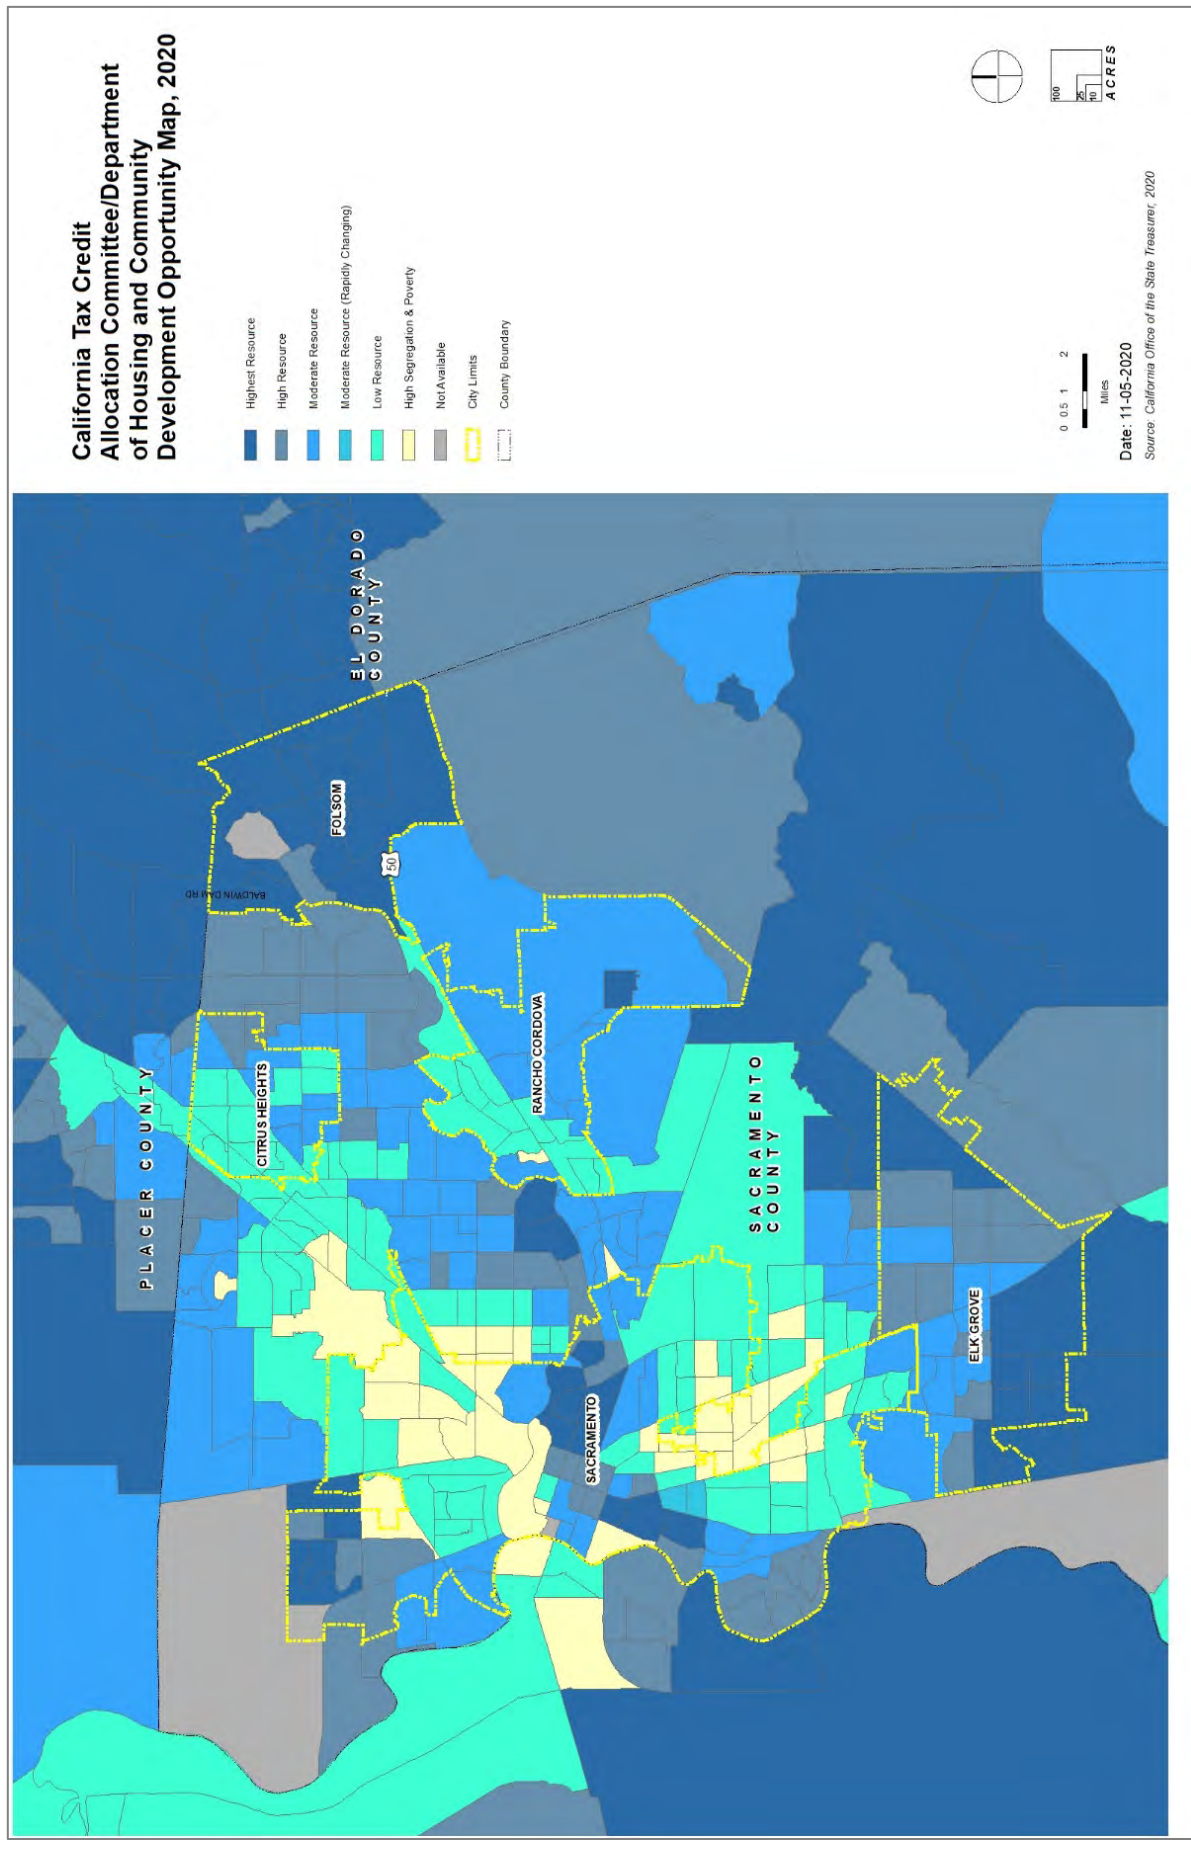 California Tax Credit
Allocation Committee/Department
of Housing and Community
Development Opportunity Map, 2020
Highest Resource
High Resource
Moderate Resource
Moderate Resource (Rapidly Changing)
Low Resource
High Segregation & Poverty
Not Available
City Limits
County Boundary
100
25
10
ACRES
0 0.5 1 2
Miles
Date: 11-05-2020
Source: California Office of the State Treasurer, 2020
PLACER COUNTY
EL DORADO
COUNTY
BALDWIN DAM RD
FOLSOM
50
CITRUS HEIGHTS
RANCHO CORDOVA
SACRAMENTO
COUNTY
SACRAMENTO
ELK GROVE